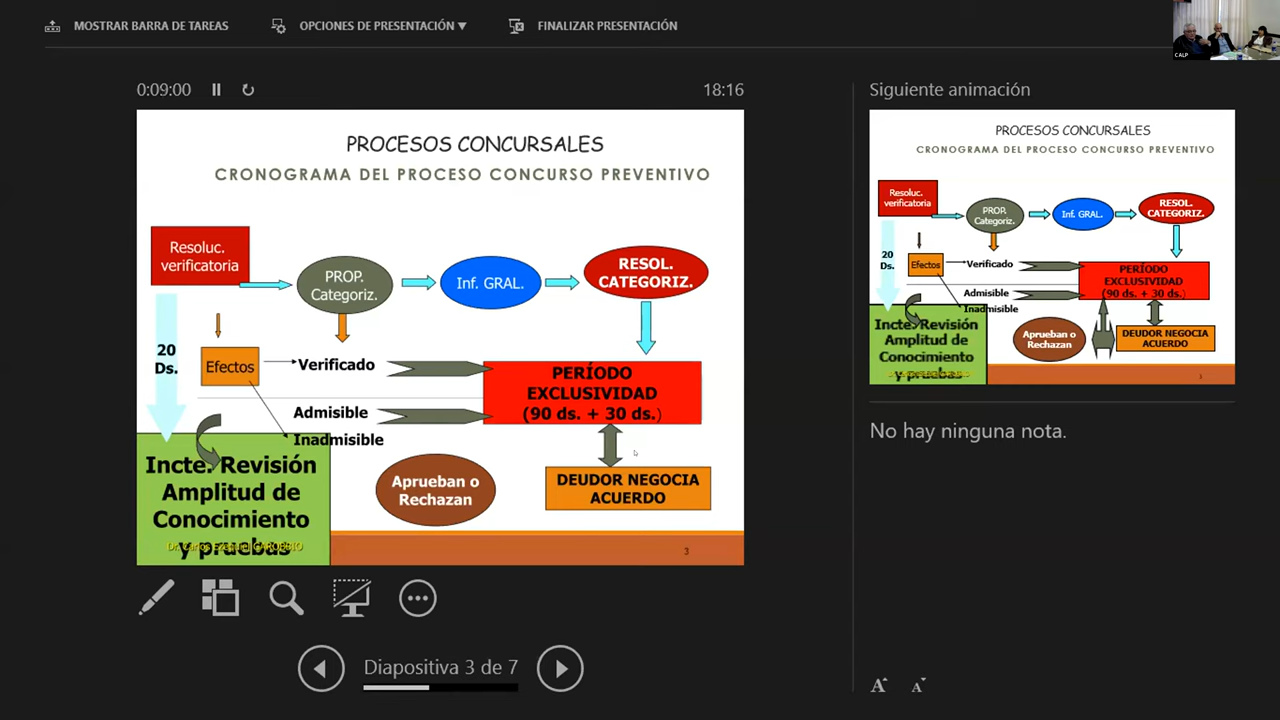 MOSTRAR BARRA DE TAREAS
OPCIONES DE PRESENTACIÓN ▼
FINALIZAR PRESENTACIÓN
CALP
0:09:00
18:16
PROCESOS CONCURSALES
CRONOGRAMA DEL PROCESO CONCURSO PREVENTIVO
Resoluc.
verificatoria
PROP.
Categoriz.
Inf. GRAL.
RESOL.
CATEGORIZ.
20
Ds.
Efectos
Verificado
Admisible
Inadmisible
PERÍODO
EXCLUSIVIDAD
(90 ds. + 30 ds.)
Incte. Revisión
Amplitud de
Conocimiento
y pruebas
Aprueban o
Rechazan
DEUDOR NEGOCIA
ACUERDO
Dr. Carlos
3
Diapositiva 3 de 7
Siguiente animación
PROCESOS CONCURSALES
CRONOGRAMA DEL PROCESO CONCURSO PREVENTIVO
Resoluc.
verificatoria
PROP.
Categoriz.
Inf. GRAL.
RESOL.
CATEGORIZ.
20
Ds.
Efectos
Verificado
Admisible
Inadmisible
PERÍODO
EXCLUSIVIDAD
(90 ds. + 30 ds.)
Incte. Revisión
Amplitud de
Conocimiento
y pruebas
Aprueban o
Rechazan
DEUDOR NEGOCIA
ACUERDO
3
No hay ninguna nota.
A A